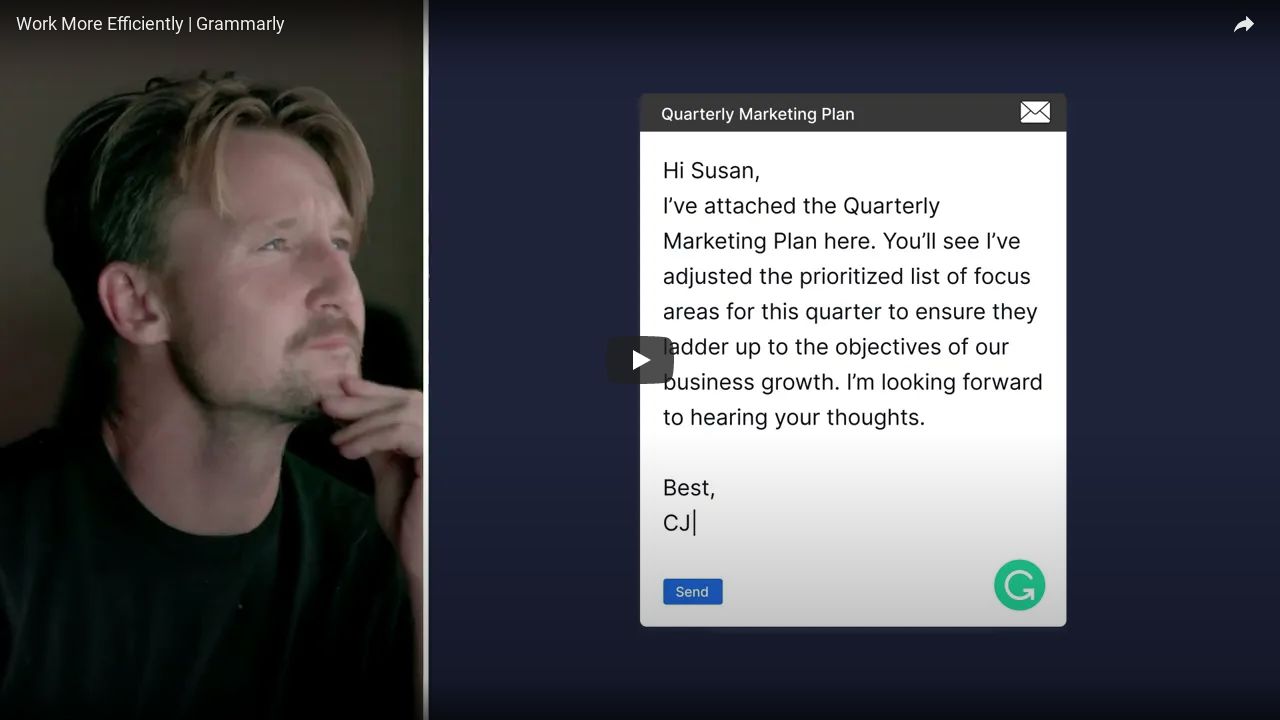 Work More Efficiently | Grammarly
Quarterly Marketing Plan
Hi Susan,
I’ve attached the Quarterly
Marketing Plan here. You’ll see I’ve
adjusted the prioritized list of focus
areas for this quarter to ensure they
ladder up to the objectives of our
business growth. I’m looking forward
to hearing your thoughts.
Best,
CJ
Send